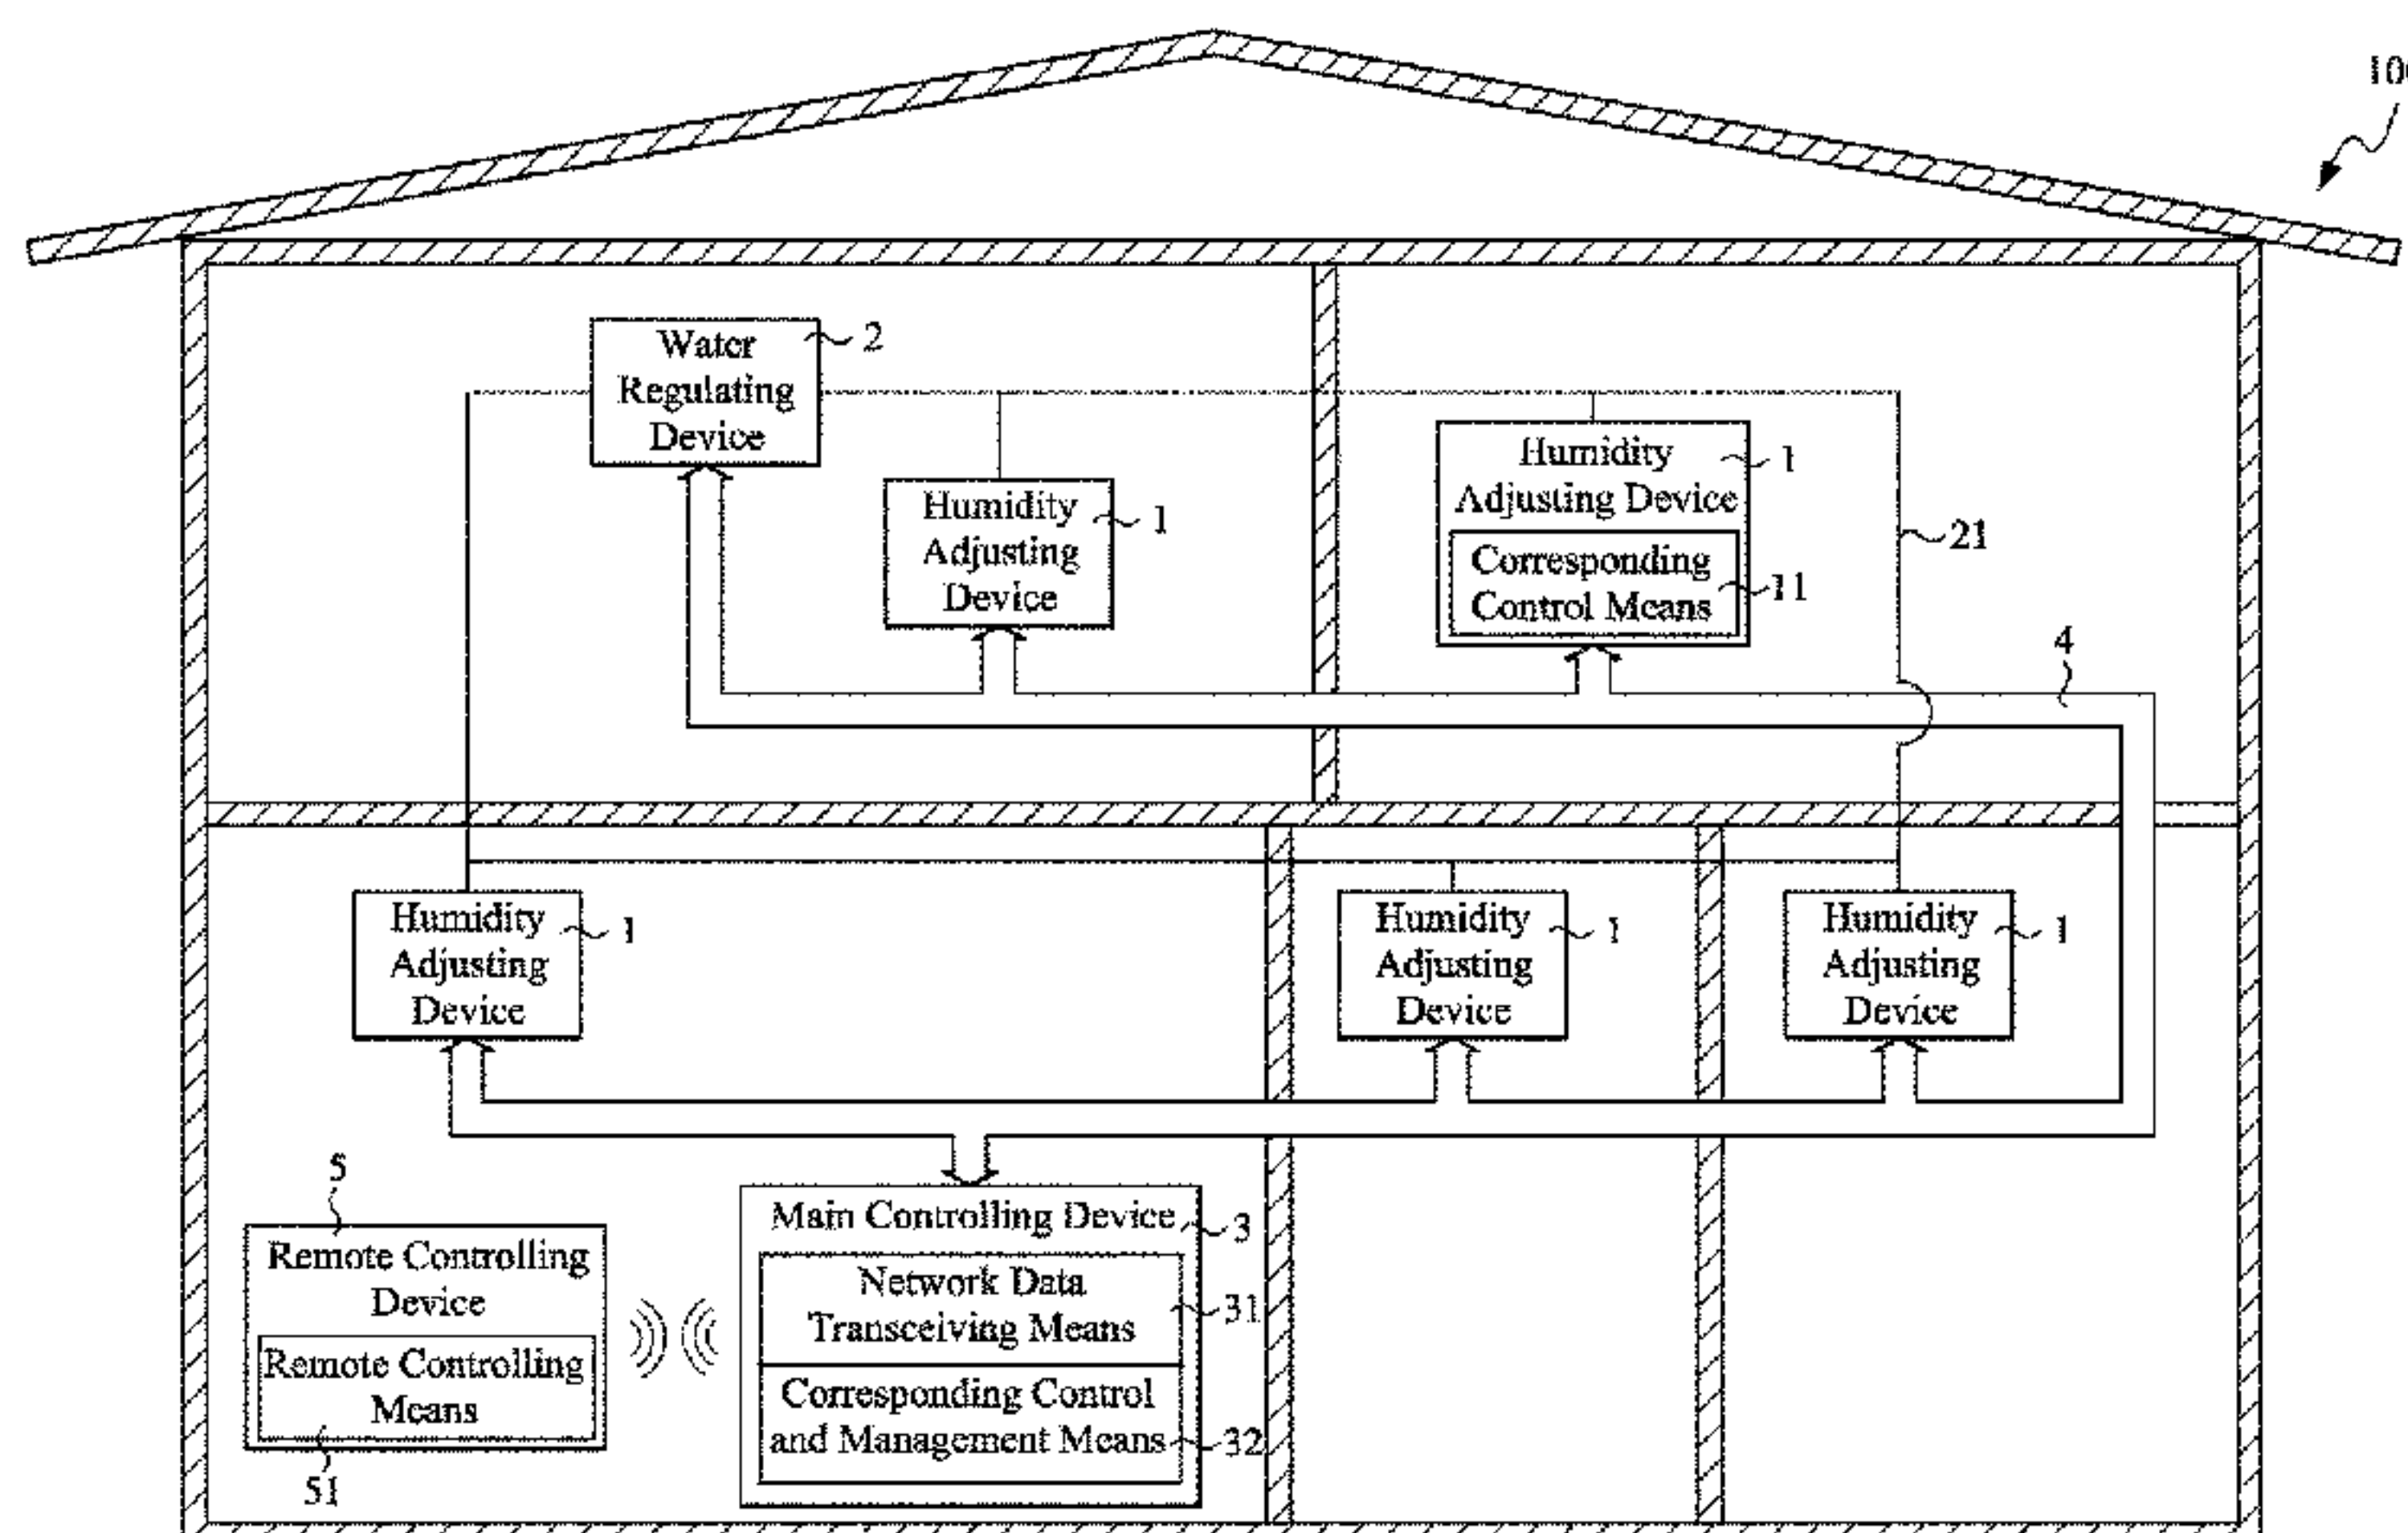 10
Water
Regulating
Device
2
Humidity
Adjusting
Device
1
Humidity
Adjusting Device
1
Corresponding
Control Means
11
21
4
Humidity
Adjusting
Device
1
Humidity
Adjusting
Device
1
Humidity
Adjusting
Device
1
5
Remote Controlling
Device
Remote Controlling
Means
51
Main Controlling Device
3
Network Data
Transceiving Means
31
Corresponding Control
and Management Means
32